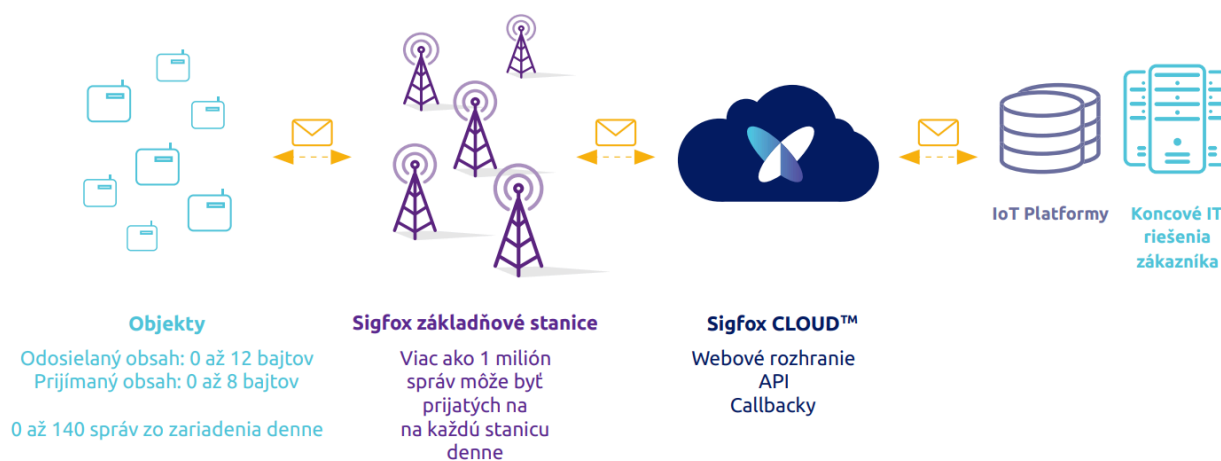 IoT Platformy
Koncové IT
riešenia
zákazníka
Objekty
Odosielaný obsah: 0 až 12 bajtov
Prijímaný obsah: 0 až 8 bajtov
0 až 140 správ zo zariadenia denne
Sigfox základňové stanice
Viac ako 1 milión
správ môže byť
prijatých na
na každú stanicu
denne
Sigfox CLOUD™
Webové rozhranie
API
Callbacky